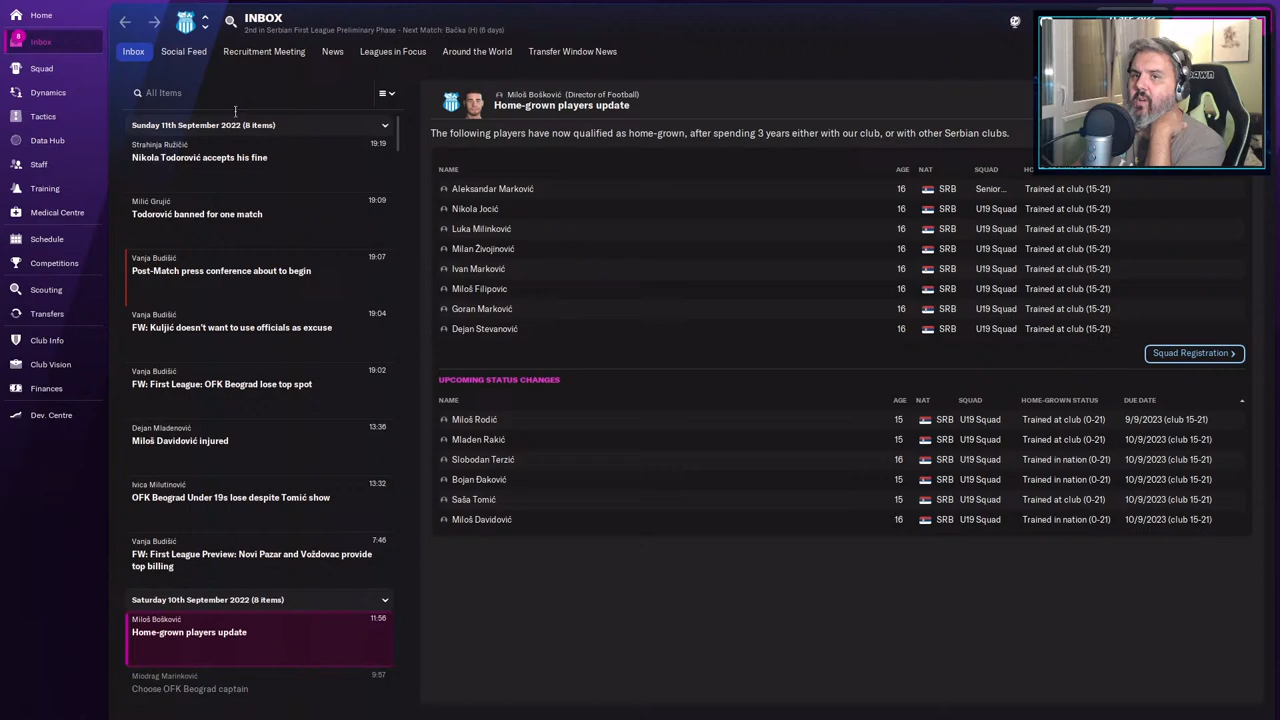 Home
8
Inbox
Squad
Dynamics
Tactics
Data Hub
Staff
Training
Medical Centre
Schedule
Competitions
Scouting
Transfers
Club Info
Club Vision
Finances
Dev. Centre
INBOX
2nd in Serbian First League Preliminary Phase - Next Match: Bačka (H) (6 days)
Inbox Social Feed Recruitment Meeting News Leagues in Focus Around the World Transfer Window News
All Items
Sunday 11th September 2022 (8 items)
Strahinja Ružičić 19:19
Nikola Todorović accepts his fine
Milić Grujić 19:09
Todorović banned for one match
Vanja Budišić 19:07
Post-Match press conference about to begin
Vanja Budišić 19:04
FW: Kuljić doesn't want to use officials as excuse
Vanja Budišić 19:02
FW: First League: OFK Beograd lose top spot
Dejan Mladenović 13:36
Miloš Davidović injured
Ivica Milutinović 13:32
OFK Beograd Under 19s lose despite Tomić show
Vanja Budišić 7:46
FW: First League Preview: Novi Pazar and Voždovac provide
top billing
Saturday 10th September 2022 (8 items)
Miloš Bošković 11:56
Home-grown players update
Miodrag Marinković 9:57
Choose OFK Beograd captain
Miloš Bošković (Director of Football)
Home-grown players update
The following players have now qualified as home-grown, after spending 3 years either with our club, or with other Serbian clubs.
NAME AGE NAT SQUAD
Aleksandar Marković 16 SRB Senior... Trained at club (15-21)
Nikola Jocić 16 SRB U19 Squad Trained at club (15-21)
Luka Milinković 16 SRB U19 Squad Trained at club (15-21)
Milan Živojinović 16 SRB U19 Squad Trained at club (15-21)
Ivan Marković 16 SRB U19 Squad Trained at club (15-21)
Miloš Filipovic 16 SRB U19 Squad Trained at club (15-21)
Goran Marković 16 SRB U19 Squad Trained at club (15-21)
Dejan Stevanović 16 SRB U19 Squad Trained at club (15-21)
Squad Registration
UPCOMING STATUS CHANGES
NAME AGE NAT SQUAD HOME-GROWN STATUS DUE DATE
Miloš Rodić 15 SRB U19 Squad Trained at club (0-21) 9/9/2023 (club 15-21)
Mladen Rakić 15 SRB U19 Squad Trained at club (0-21) 10/9/2023 (club 15-21)
Slobodan Terzić 16 SRB U19 Squad Trained in nation (0-21) 10/9/2023 (club 15-21)
Bojan Đaković 15 SRB U19 Squad Trained in nation (0-21) 10/9/2023 (club 15-21)
Saša Tomić 15 SRB U19 Squad Trained at club (0-21) 10/9/2023 (club 15-21)
Miloš Davidović 16 SRB U19 Squad Trained in nation (0-21) 10/9/2023 (club 15-21)